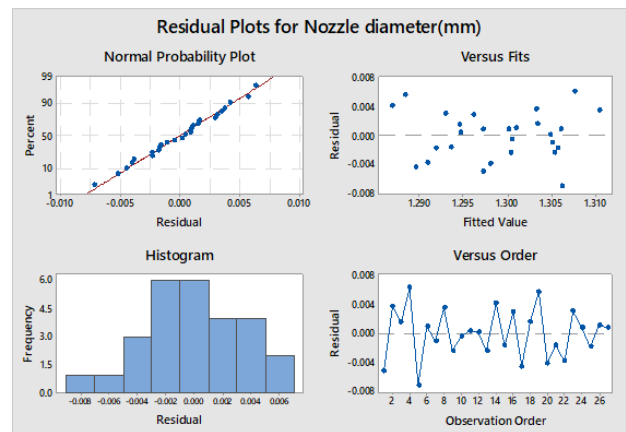 Residual Plots for Nozzle diameter(mm)
Normal Probability Plot
Percent
99
90
50
10
1
-0.010 -0.005 0.000 0.005 0.010
Residual
Versus Fits
Residual
0.008
0.004
0.000
-0.004
-0.008
1.290 1.295 1.300 1.305 1.310
Fitted Value
Histogram
Frequency
6.0
4.5
3.0
1.5
0.0
-0.008 -0.006 -0.004 -0.002 0.000 0.002 0.004 0.006
Residual
Versus Order
Residual
0.008
0.004
0.000
-0.004
-0.008
2 4 6 8 10 12 14 16 18 20 22 24 26
Observation Order